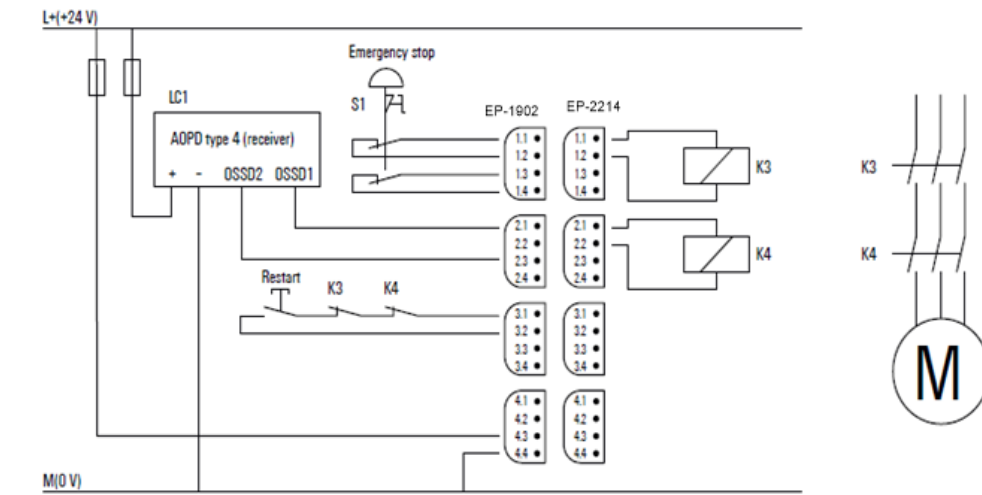 L+(+24 V)
Emergency stop
LC1
S1
EP-1902
EP-2214
AOPD type 4 (receiver)
+ - OSSD2 OSSD1
1.1
1.2
1.3
1.4
1.1
1.2
1.3
1.4
K3
K3
2.1
2.2
2.3
2.4
2.1
2.2
2.3
2.4
K4
K4
Restart
K3
K4
3.1
3.2
3.3
3.4
3.1
3.2
3.3
3.4
M
4.1
4.2
4.3
4.4
4.1
4.2
4.3
4.4
M(0 V)